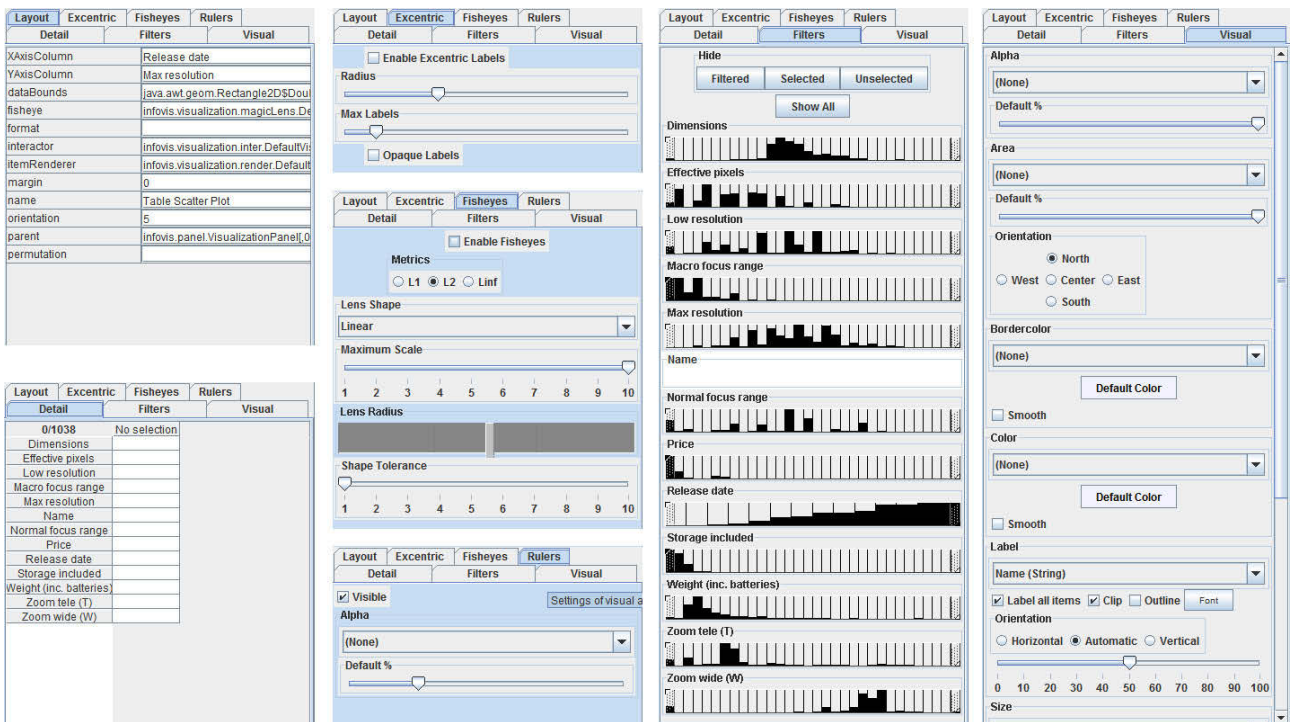 Layout Excentric Fisheyes Rulers
Detail Filters Visual
XAxisColumn Release date
YAxisColumn Max resolution
dataBounds java.awt.geom.Rectangle2D$Doul
fisheye infovis.visualization.magicLens.De
format
interactor infovis.visualization.inter.DefaultVis
itemRenderer infovis.visualization.render.Default
margin 0
name Table Scatter Plot
orientation 5
parent infovis.panel.VisualizationPanel[,0
permutation
Layout Excentric Fisheyes Rulers
Detail Filters Visual
0/1038 No selection
Dimensions
Effective pixels
Low resolution
Macro focus range
Max resolution
Name
Normal focus range
Price
Release date
Storage included
Weight (inc. batteries)
Zoom tele (T)
Zoom wide (W)
Layout Excentric Fisheyes Rulers
Detail Filters Visual
Enable Excentric Labels
Radius
Max Labels
Opaque Labels
Layout Excentric Fisheyes Rulers
Detail Filters Visual
Enable Fisheyes
Metrics
L1 L2 Linf
Lens Shape
Linear
Maximum Scale
1 2 3 4 5 6 7 8 9 10
Lens Radius
Shape Tolerance
1 2 3 4 5 6 7 8 9 10
Layout Excentric Fisheyes Rulers
Detail Filters Visual
Visible
Settings of visual a
Alpha
(None)
Default %
Layout Excentric Fisheyes Rulers
Detail Filters Visual
Hide
Filtered Selected Unselected
Show All
Dimensions
Effective pixels
Low resolution
Macro focus range
Max resolution
Name
Normal focus range
Price
Release date
Storage included
Weight (inc. batteries)
Zoom tele (T)
Zoom wide (W)
Layout Excentric Fisheyes Rulers
Detail Filters Visual
Alpha
(None)
Default %
Area
(None)
Default %
Orientation
North
West Center East
South
Bordercolor
(None)
Default Color
Smooth
Color
(None)
Default Color
Smooth
Label
Name (String)
Label all items Clip Outline Font
Orientation
Horizontal Automatic Vertical
0 10 20 30 40 50 60 70 80 90 100
Size